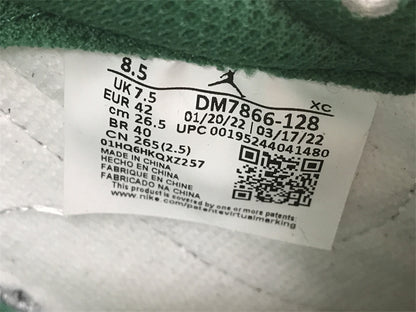 8.5
UK 7.5
EUR 42
cm 26.5
BR 40
CN 265(2.5)
XC
DM7866-128
01/20/22 03/17/22
UPC 00195244041480
01HQ6HKQXZ257
MADE IN CHINA
HECHO EN CHINA
FABRIQUE EN CHINE
FABRICADO NA CHINA
This product is covered by one or more patents:
www.nike.com/patents#virtualmarking